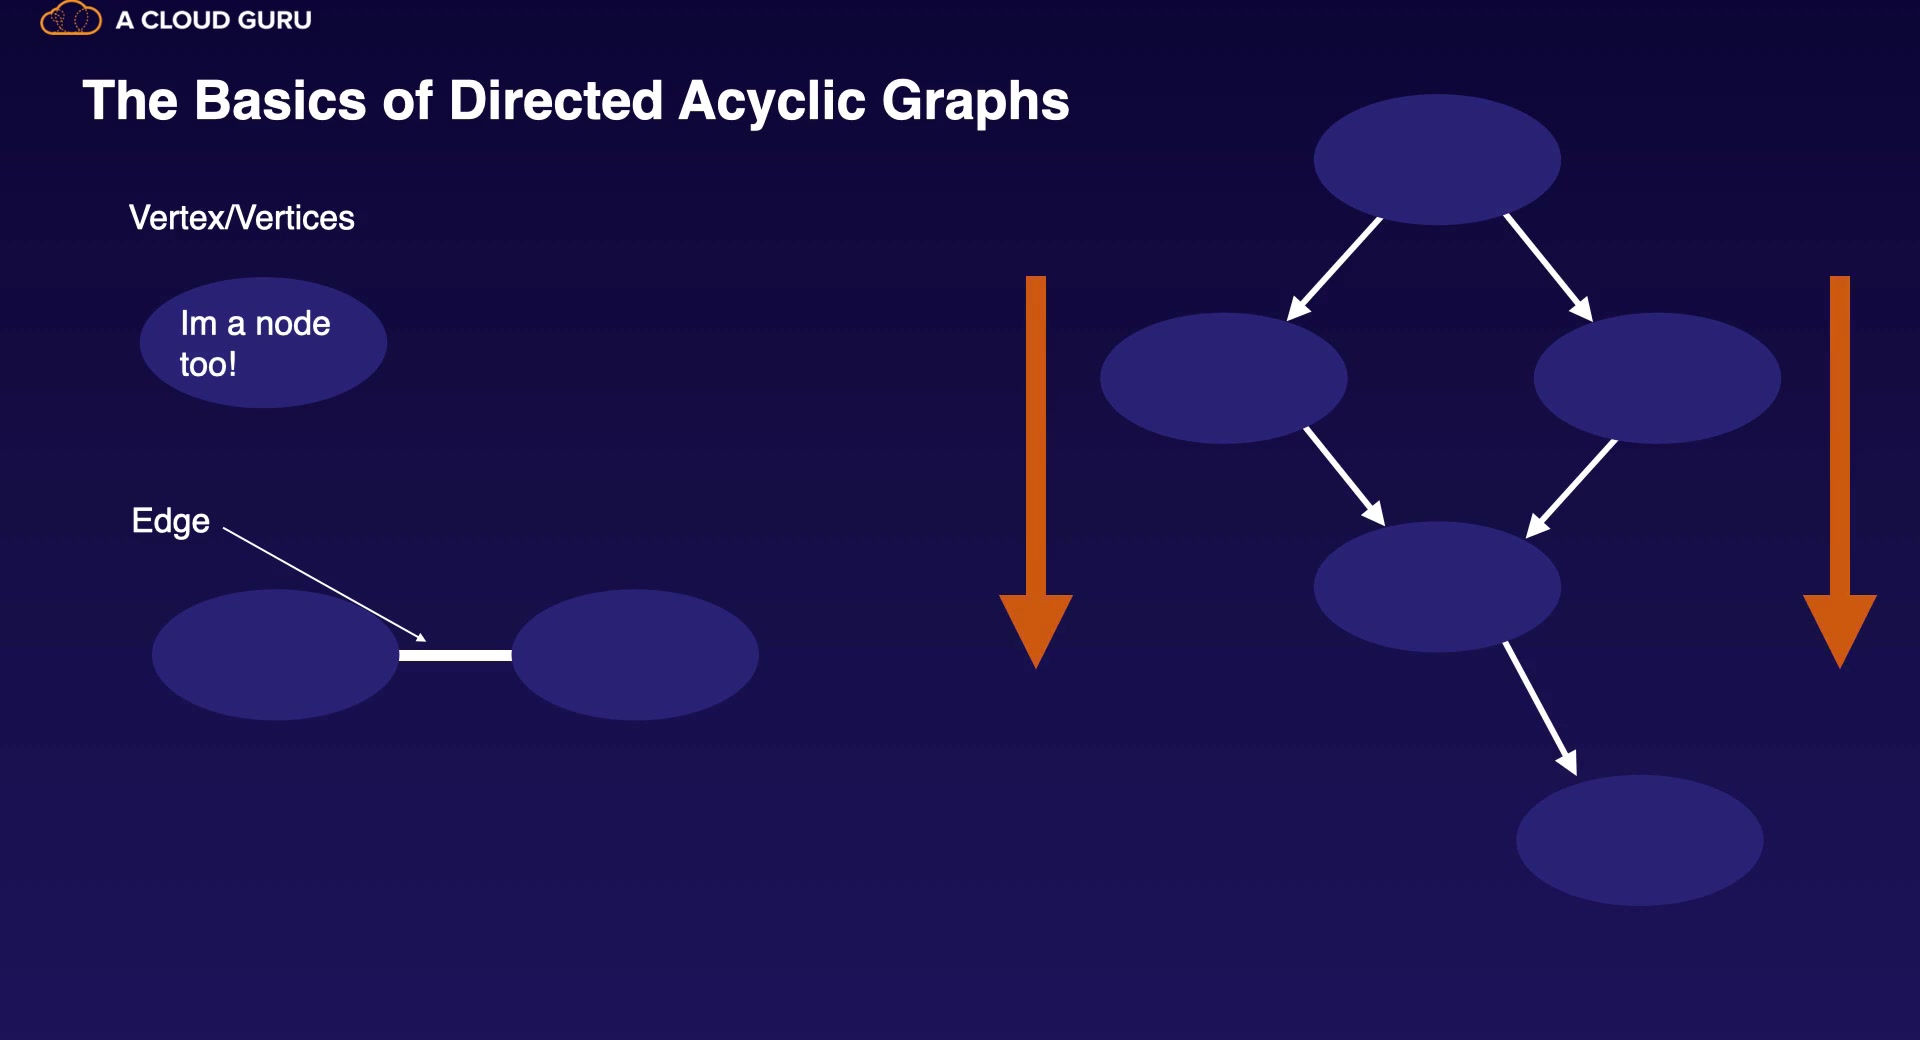 A CLOUD GURU
The Basics of Directed Acyclic Graphs
Vertex/Vertices
Im a node
too!
Edge